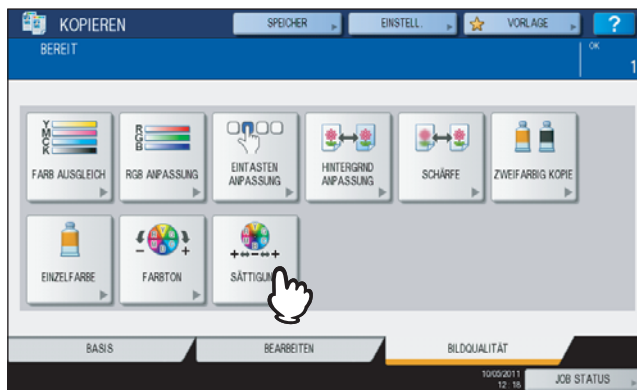 KOPIEREN
SPEICHER
EINSTELL.
VORLAGE
?
BEREIT
OK
1
Y
M
C
K
FARB AUSGLEICH
R
G
B
RGB ANPASSUNG
EINTASTEN
ANPASSUNG
HINTERGRND
ANPASSUNG
SCHÄRFE
ZWEIFARBIG KOPIE
EINZELFARBE
FARBTON
SÄTTIGUN
BASIS
BEARBEITEN
BILDQUALITÄT
10/05/2011
12:18
JOB STATUS